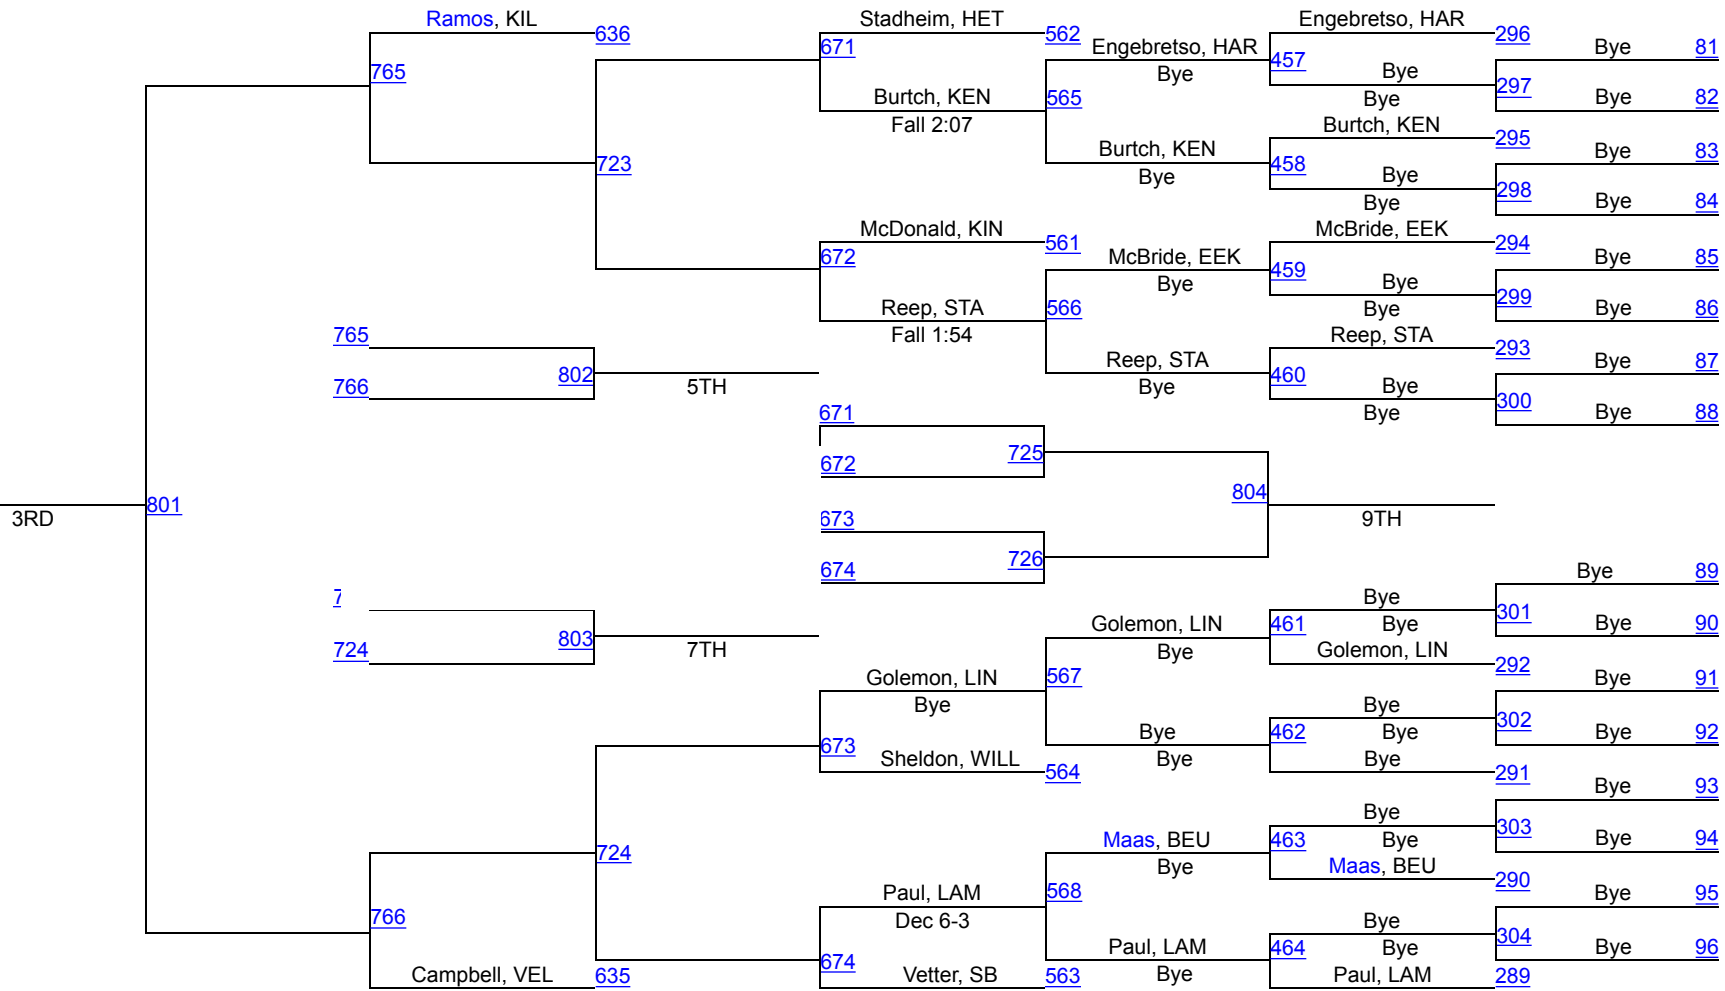 Ramos, KIL
636
Stadheim, HET
562
Engebretso, HAR
296
Bye
81
671
Engebretso, HAR
457
Bye
297
765
Bye
Bye
Bye
82
Burtch, KEN
565
Fall 2:07
Burtch, KEN
295
Bye
83
723
Burtch, KEN
458
Bye
298
Bye
Bye
Bye
84
McDonald, KIN
561
McBride, EEK
294
Bye
85
672
McBride, EEK
459
Bye
299
Bye
Bye
Bye
86
Reep, STA
566
Fall 1:54
Reep, STA
293
Bye
87
765
Reep, STA
460
Bye
300
766
802
5TH
Bye
Bye
Bye
88
671
672
725
801
3RD
804
9TH
673
674
726
Bye
89
7
Bye
301
724
803
7TH
Golemon, LIN
461
Bye
Bye
90
Bye
Golemon, LIN
292
Golemon, LIN
567
Bye
91
Bye
Bye
302
673
Bye
462
Bye
Bye
92
Sheldon, WILL
564
Bye
Bye
291
Bye
93
Bye
303
724
Maas, BEU
463
Bye
Bye
94
Bye
Maas, BEU
290
Paul, LAM
568
Bye
95
766
Dec 6-3
Bye
304
674
Paul, LAM
464
Bye
Bye
96
Campbell, VEL
635
Vetter, SB
563
Bye
Paul, LAM
289